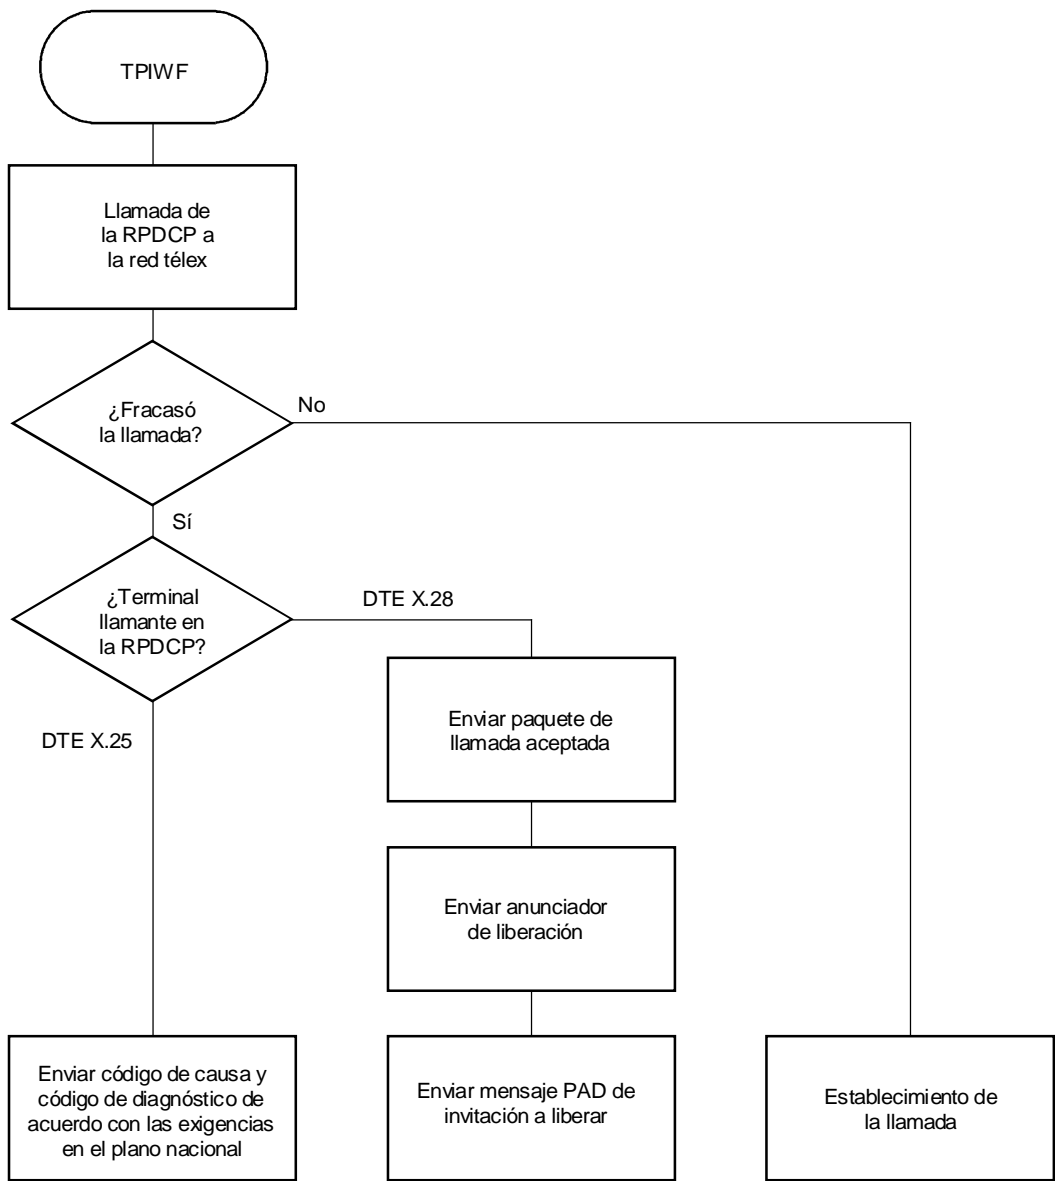 TPIWF
Llamada de
la RPDCP a
la red télex
¿Fracasó
la llamada?
No
Sí
¿Terminal
llamante en
la RPDCP?
DTE X.28
DTE X.25
Enviar paquete de
llamada aceptada
Enviar anunciador
de liberación
Enviar código de causa y
código de diagnóstico de
acuerdo con las exigencias
en el plano nacional
Enviar mensaje PAD de
invitación a liberar
Establecimiento de
la llamada